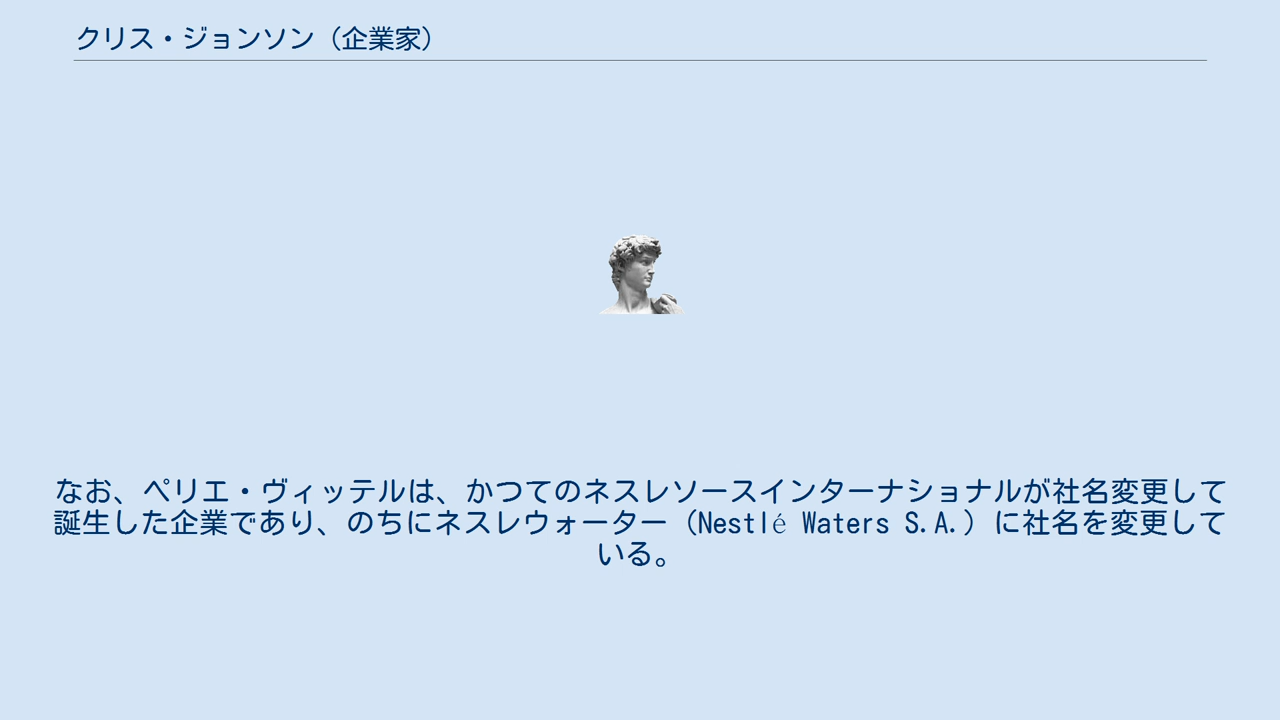 クリス・ジョンソン（企業家）
なお、ペリエ・ヴィッテルは、かつてのネスレソースインターナショナルが社名変更して
誕生した企業であり、のちにネスレウォーター（Nestlé Waters S.A.）に社名を変更して
いる。